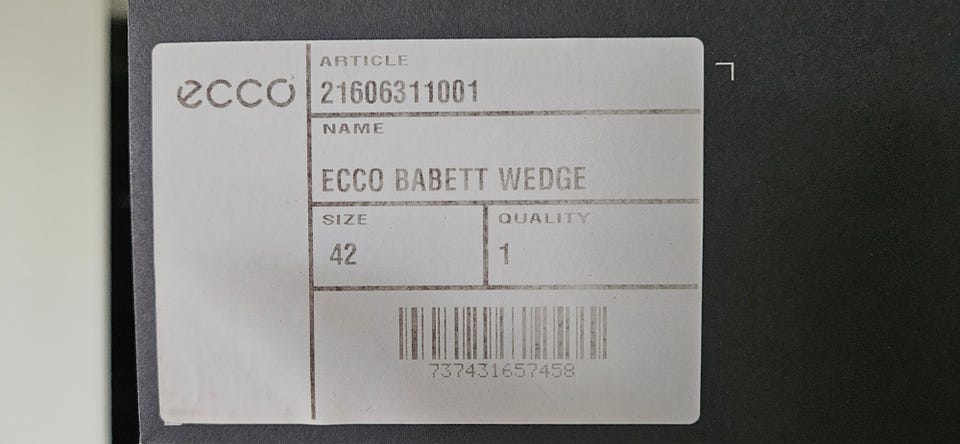 ecco
ARTICLE
21606311001
NAME
ECCO BABETT WEDGE
SIZE
42
QUALITY
1
737431657458